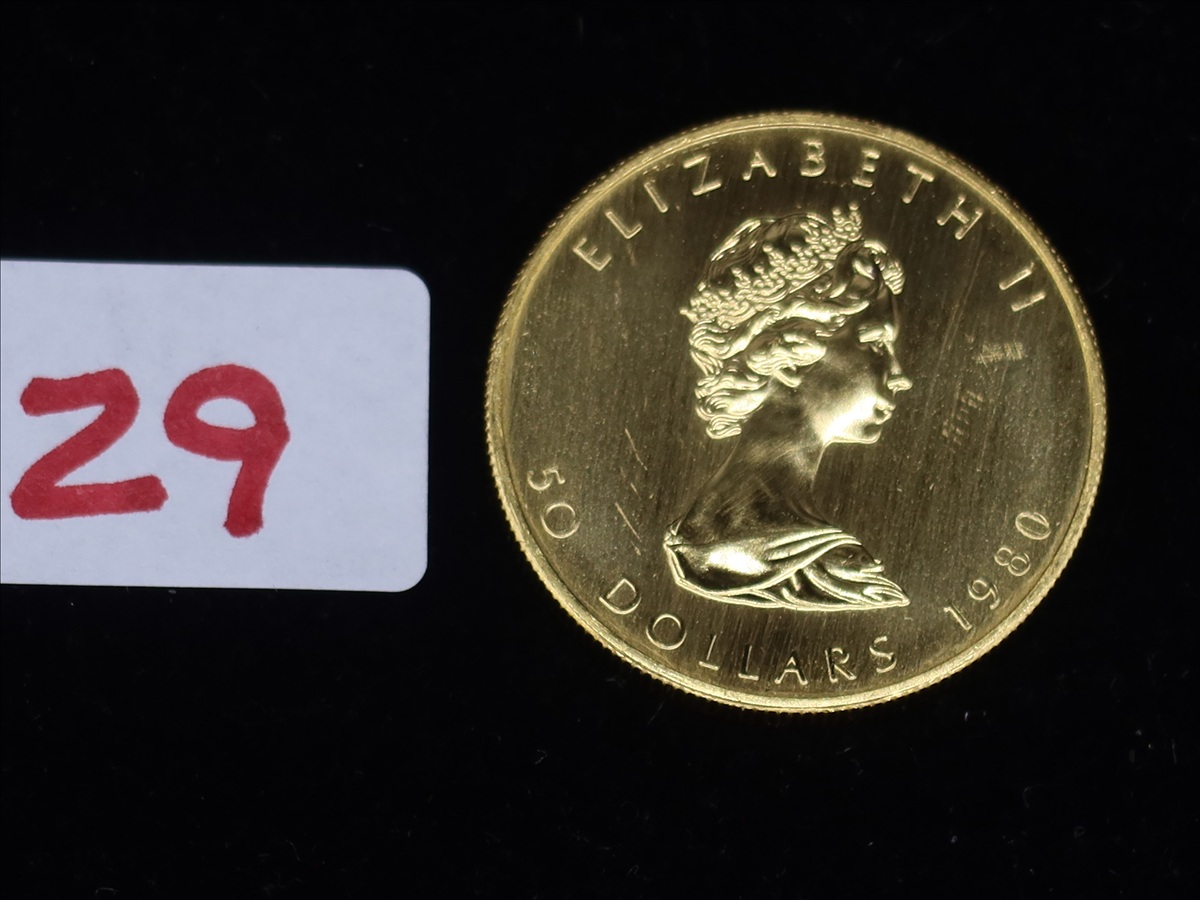 29
ELIZABETH II
50 DOLLARS 1980